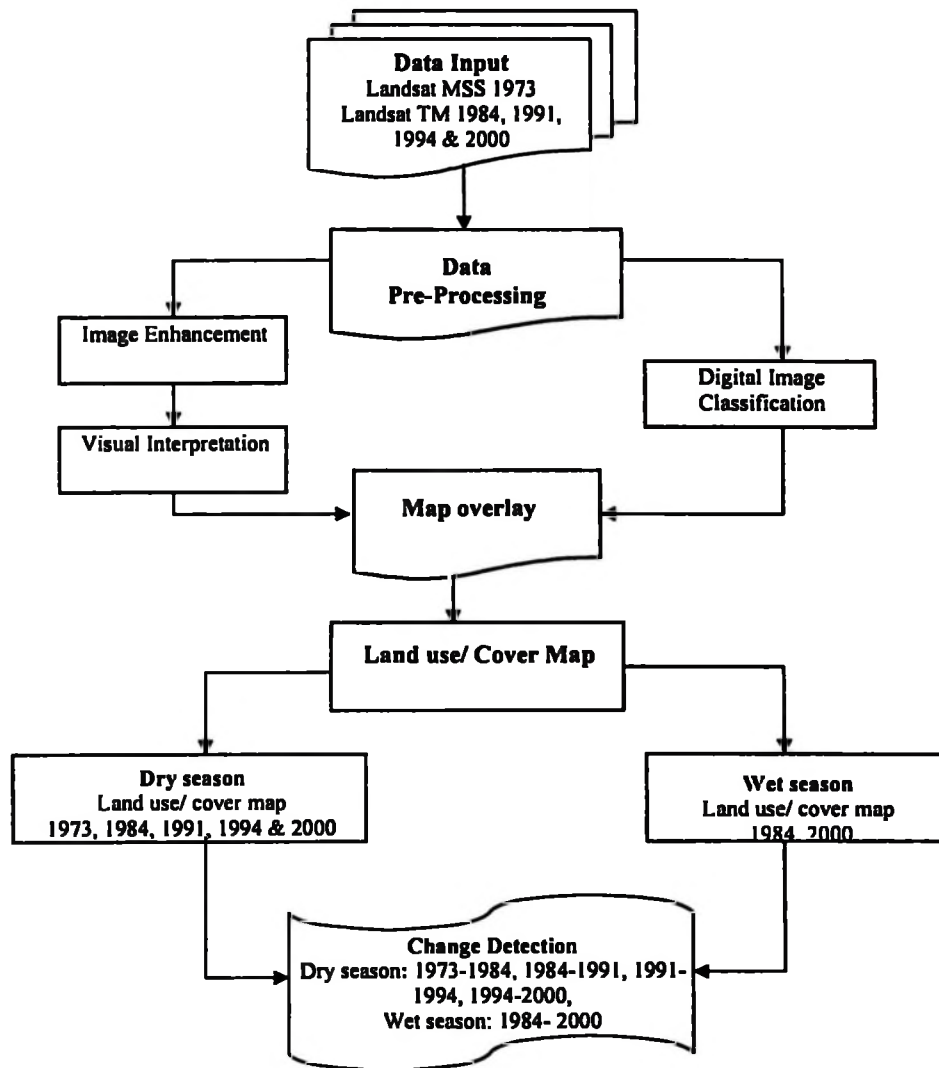 Data Input
Landsat MSS 1973
Landsat TM 1984, 1991,
1994 & 2000
Data
Pre-Processing
Image Enhancement
Digital Image
Classification
Visual Interpretation
Map overlay
Land use/ Cover Map
Dry season
Land use/ cover map
1973, 1984, 1991, 1994 & 2000
Wet season
Land use/ cover map
1984, 2000
Change Detection
Dry season: 1973-1984, 1984-1991, 1991-
1994, 1994-2000,
Wet season: 1984- 2000